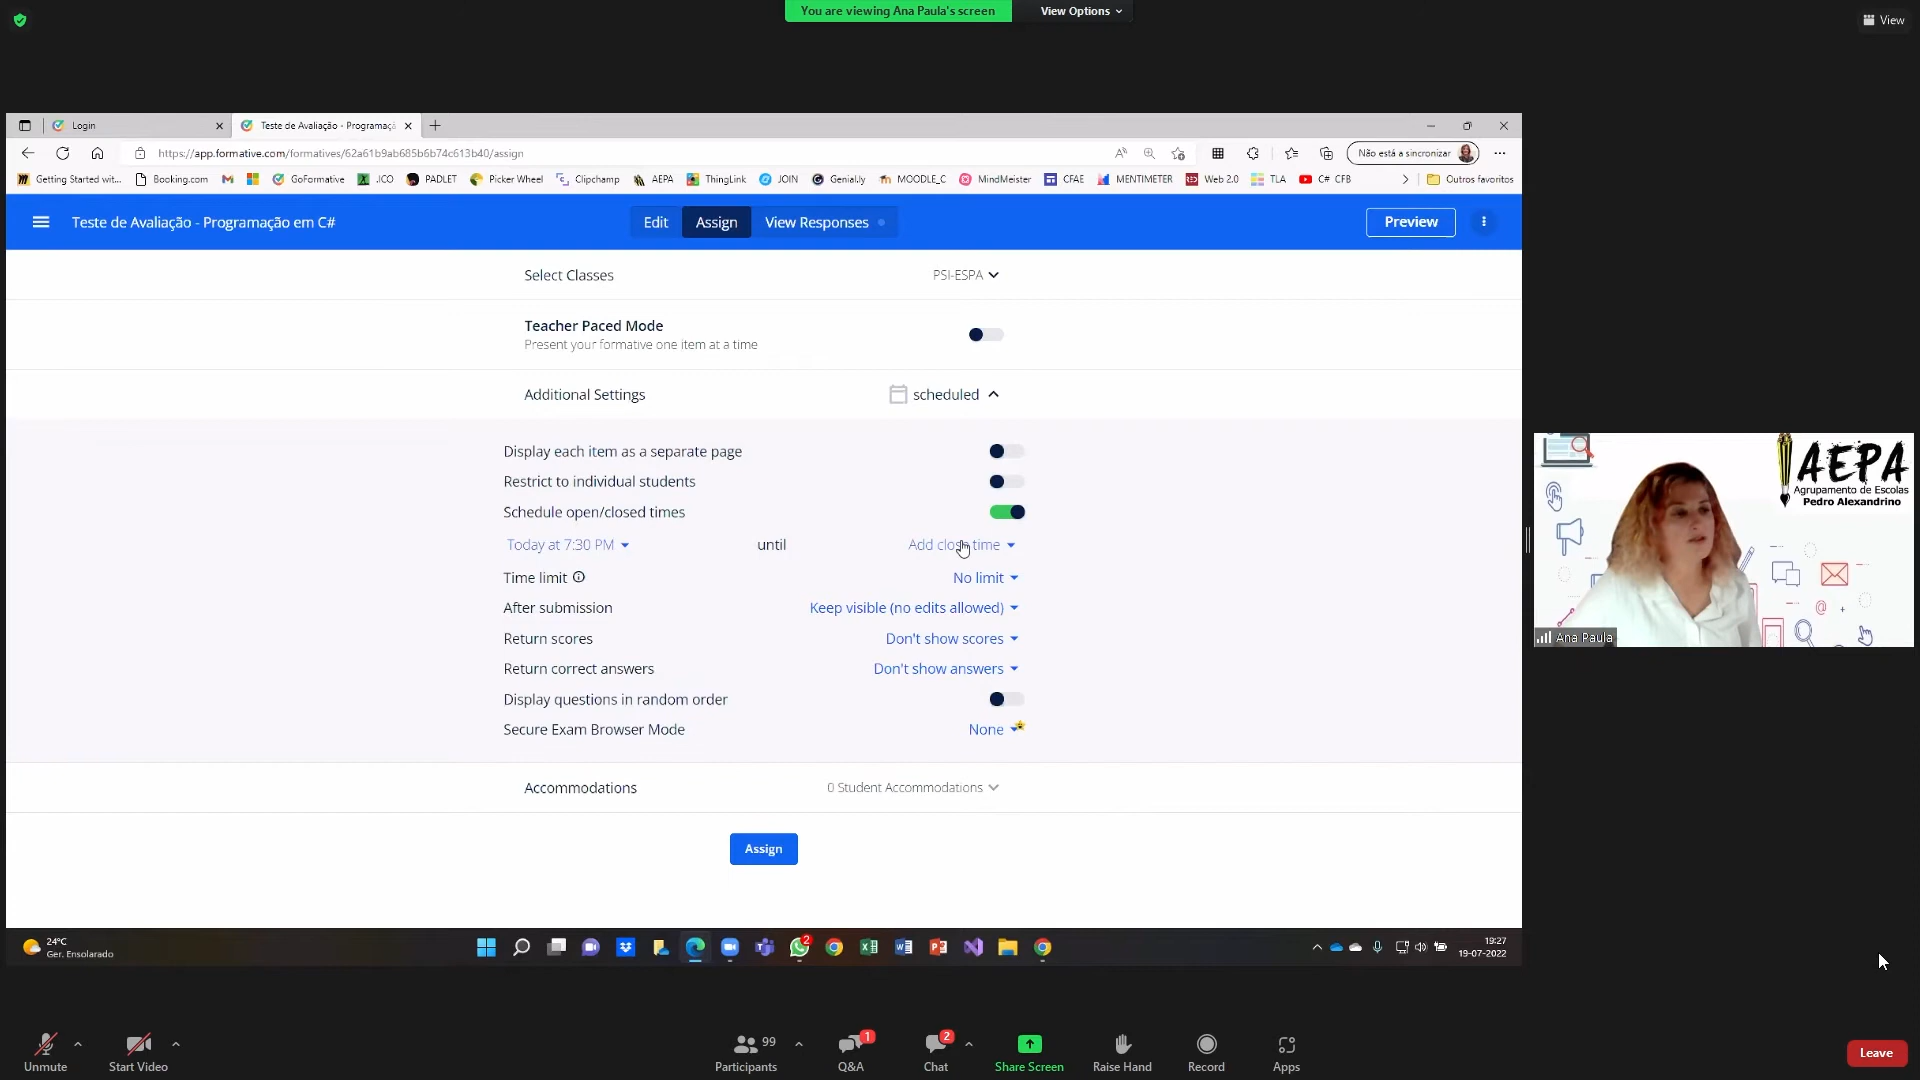 You are viewing Ana Paula's screen
View Options
View
Login
Teste de Avaliação - Programaçã
https://app.formative.com/formatives/62a61b9ab685b6b74c613b40/assign
Não está a sincronizar
Getting Started wit...
Booking.com
GoFormative
.ICO
PADLET
Picker Wheel
Clipchamp
AEPA
ThingLink
JOIN
Genial.ly
MOODLE_C
MindMeister
CFAE
MENTIMETER
Web 2.0
TLA
C# CFB
Outros favoritos
Teste de Avaliação - Programação em C#
Edit
Assign
View Responses
Preview
Select Classes
PSI-ESPA
Teacher Paced Mode
Present your formative one item at a time
Additional Settings
scheduled
Display each item as a separate page
Restrict to individual students
Schedule open/closed times
Today at 7:30 PM
until
Add close time
Time limit
No limit
After submission
Keep visible (no edits allowed)
Return scores
Don't show scores
Return correct answers
Don't show answers
Display questions in random order
Secure Exam Browser Mode
None
Accommodations
0 Student Accommodations
Assign
AEPA
Agrupamento de Escolas
Pedro Alexandrino
Ana Paula
24°C
Ger. Ensolarado
2
19:27
19-07-2022
Unmute
Start Video
99
Participants
1
Q&A
2
Chat
Share Screen
Raise Hand
Record
Apps
Leave